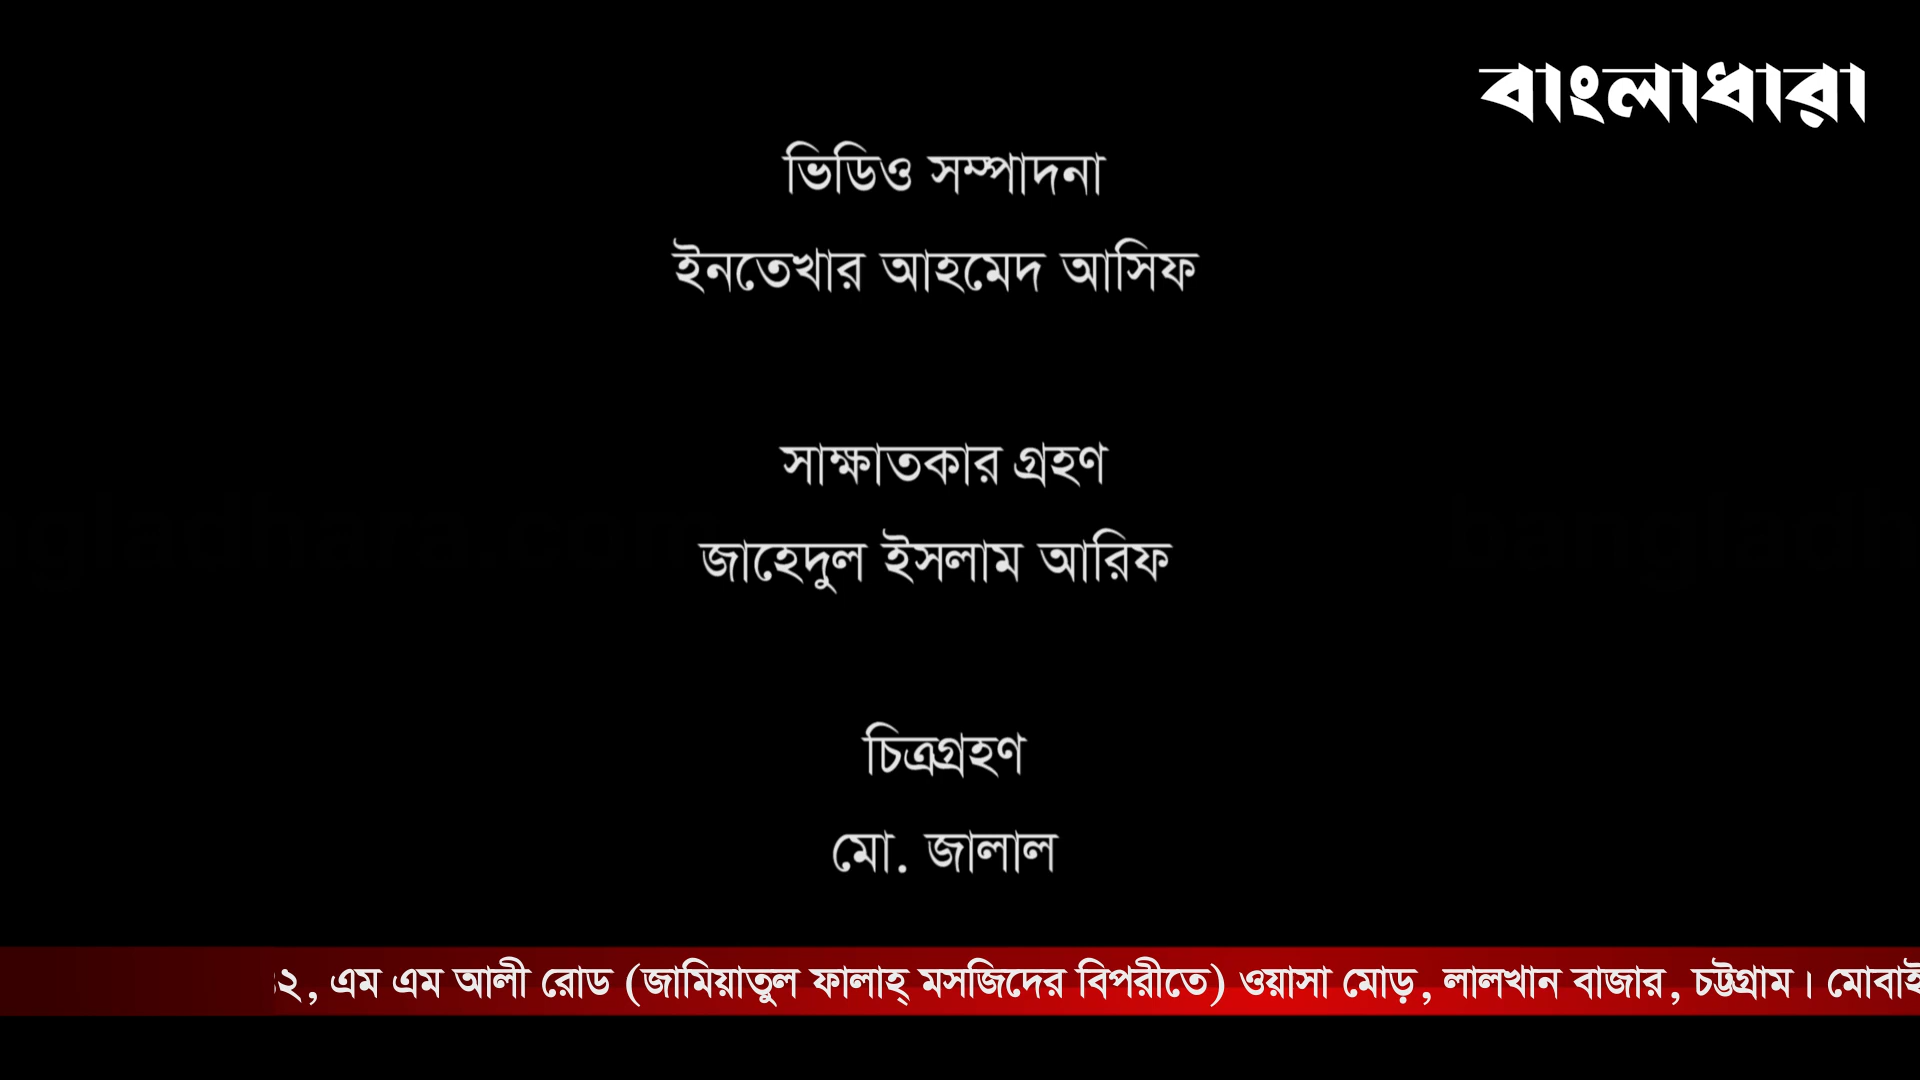 বাংলাধারা
ভিডিও সম্পাদনা
ইনতেখার আহমেদ আসিফ
সাক্ষাতকার গ্রহণ
জাহেদুল ইসলাম আরিফ
চিত্রগ্রহণ
মো. জালাল
এম এম আলী রোড (জামিয়াতুল ফালাহ্ মসজিদের বিপরীতে) ওয়াসা মোড়, লালখান বাজার, চট্টগ্রাম। মোবাই